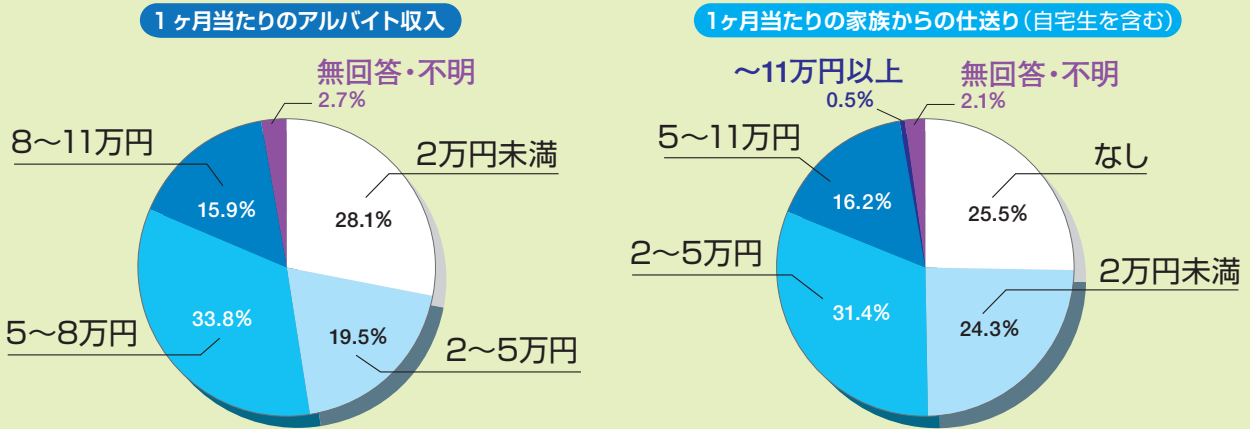 1ヶ月当たりのアルバイト収入
無回答・不明
2.7%
8〜11万円
15.9%
2万円未満
28.1%
5〜8万円
33.8%
19.5%
2〜5万円
1ヶ月当たりの家族からの仕送り(自宅生を含む)
〜11万円以上
0.5%
無回答・不明
2.1%
5〜11万円
16.2%
なし
25.5%
2〜5万円
31.4%
2万円未満
24.3%